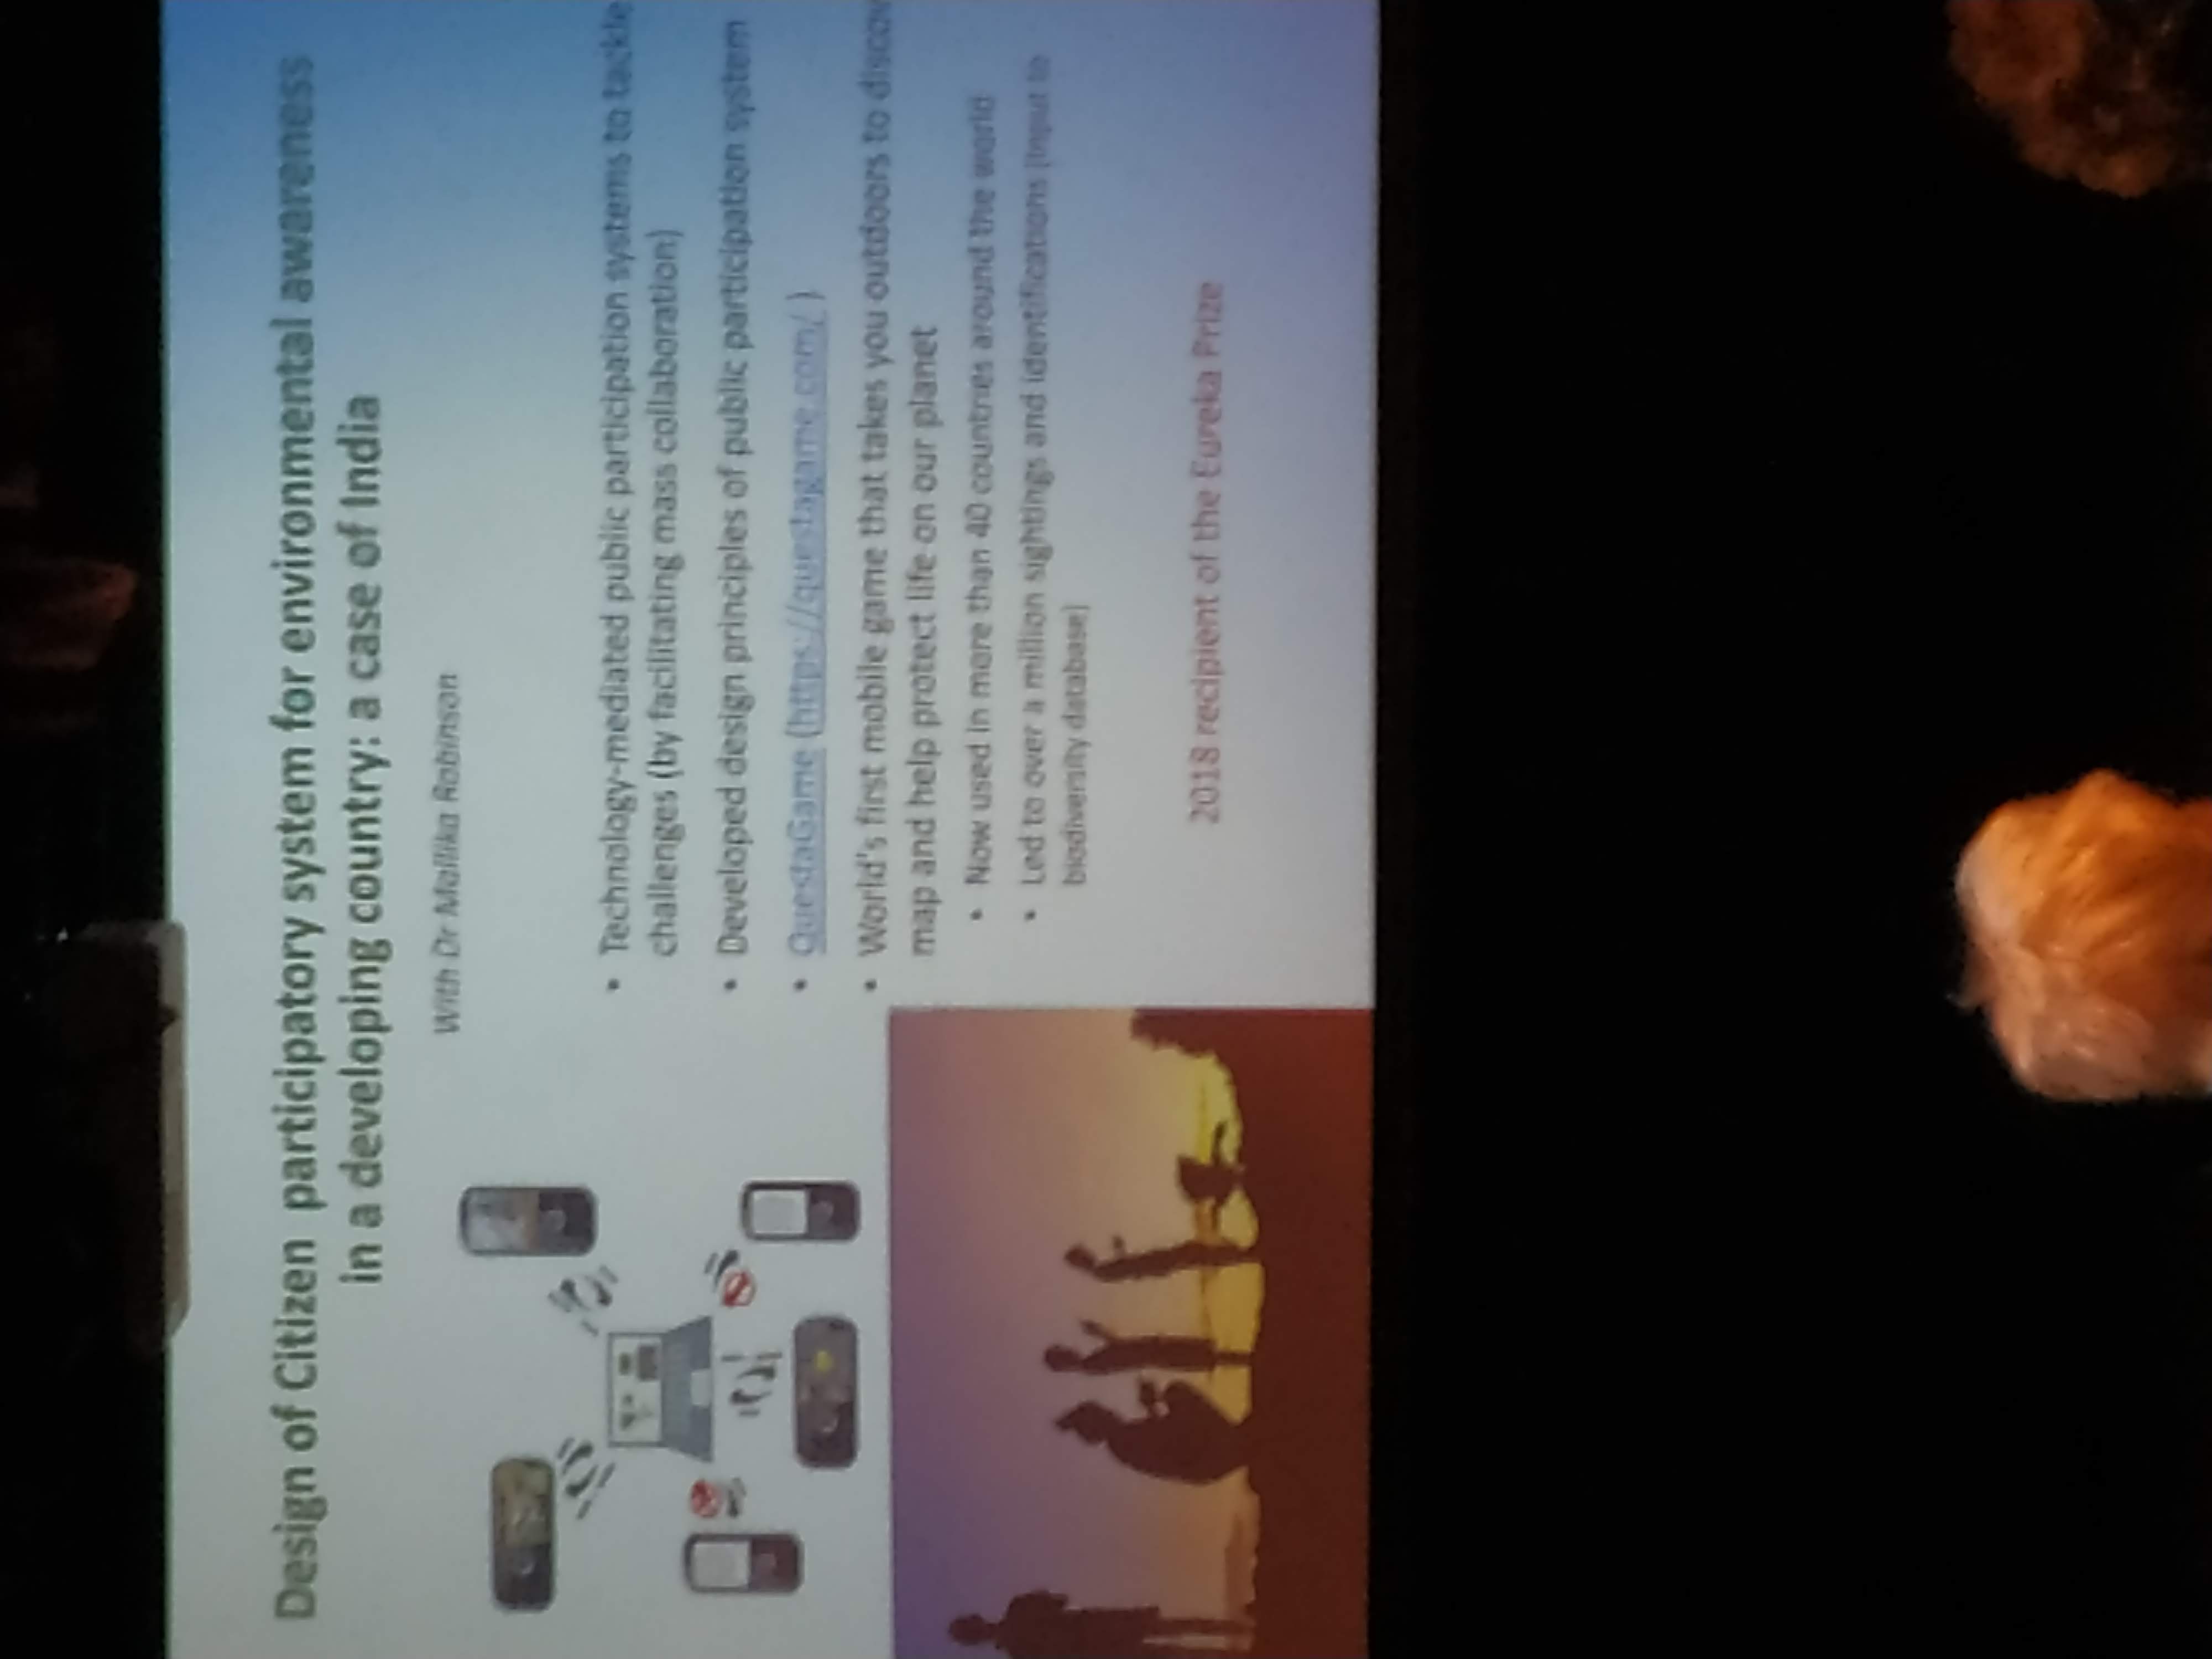 Design of Citizen participatory system for environmental awareness
in a developing country: a case of India
With Dr Mallika Robinson
• Technology-mediated public participation systems to tackle
challenges (by facilitating mass collaboration)
• Developed design principles of public participation system
• QuestaGame (https://questagame.com/ )
• World's first mobile game that takes you outdoors to discov
map and help protect life on our planet
• Now used in more than 40 countries around the world
• Led to over a million sightings and identifications (input to
biodiversity database)
2018 recipient of the Eureka Prize